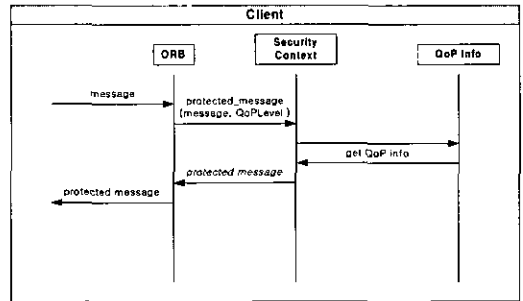 Client
ORB
Security
Context
QoP Info
message
protected_message
(message, QoPLevel )
get QoP info
protected message
protected message